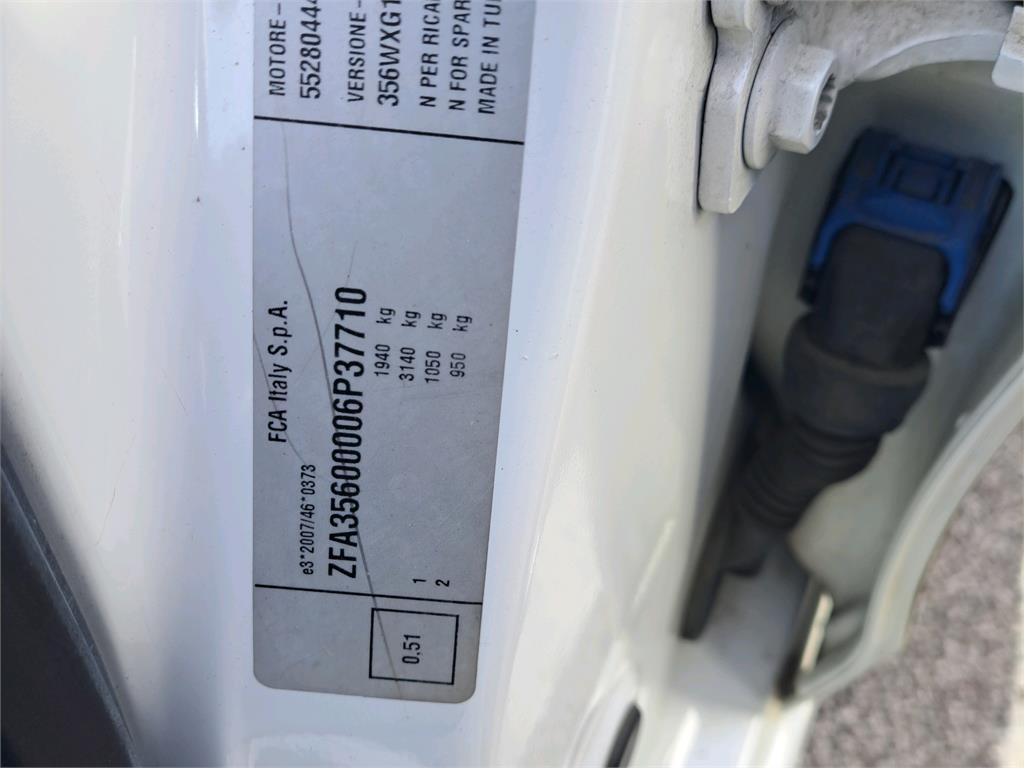 FCA Italy S.p.A.
e3*2007/46*0373
ZFA35600006P37710
1940 kg
3140 kg
1 1050 kg
2 950 kg
0.51
MOTORE-
55280444
VERSIONE-
356WXG1
N PER RICA
N FOR SPAR
MADE IN TU